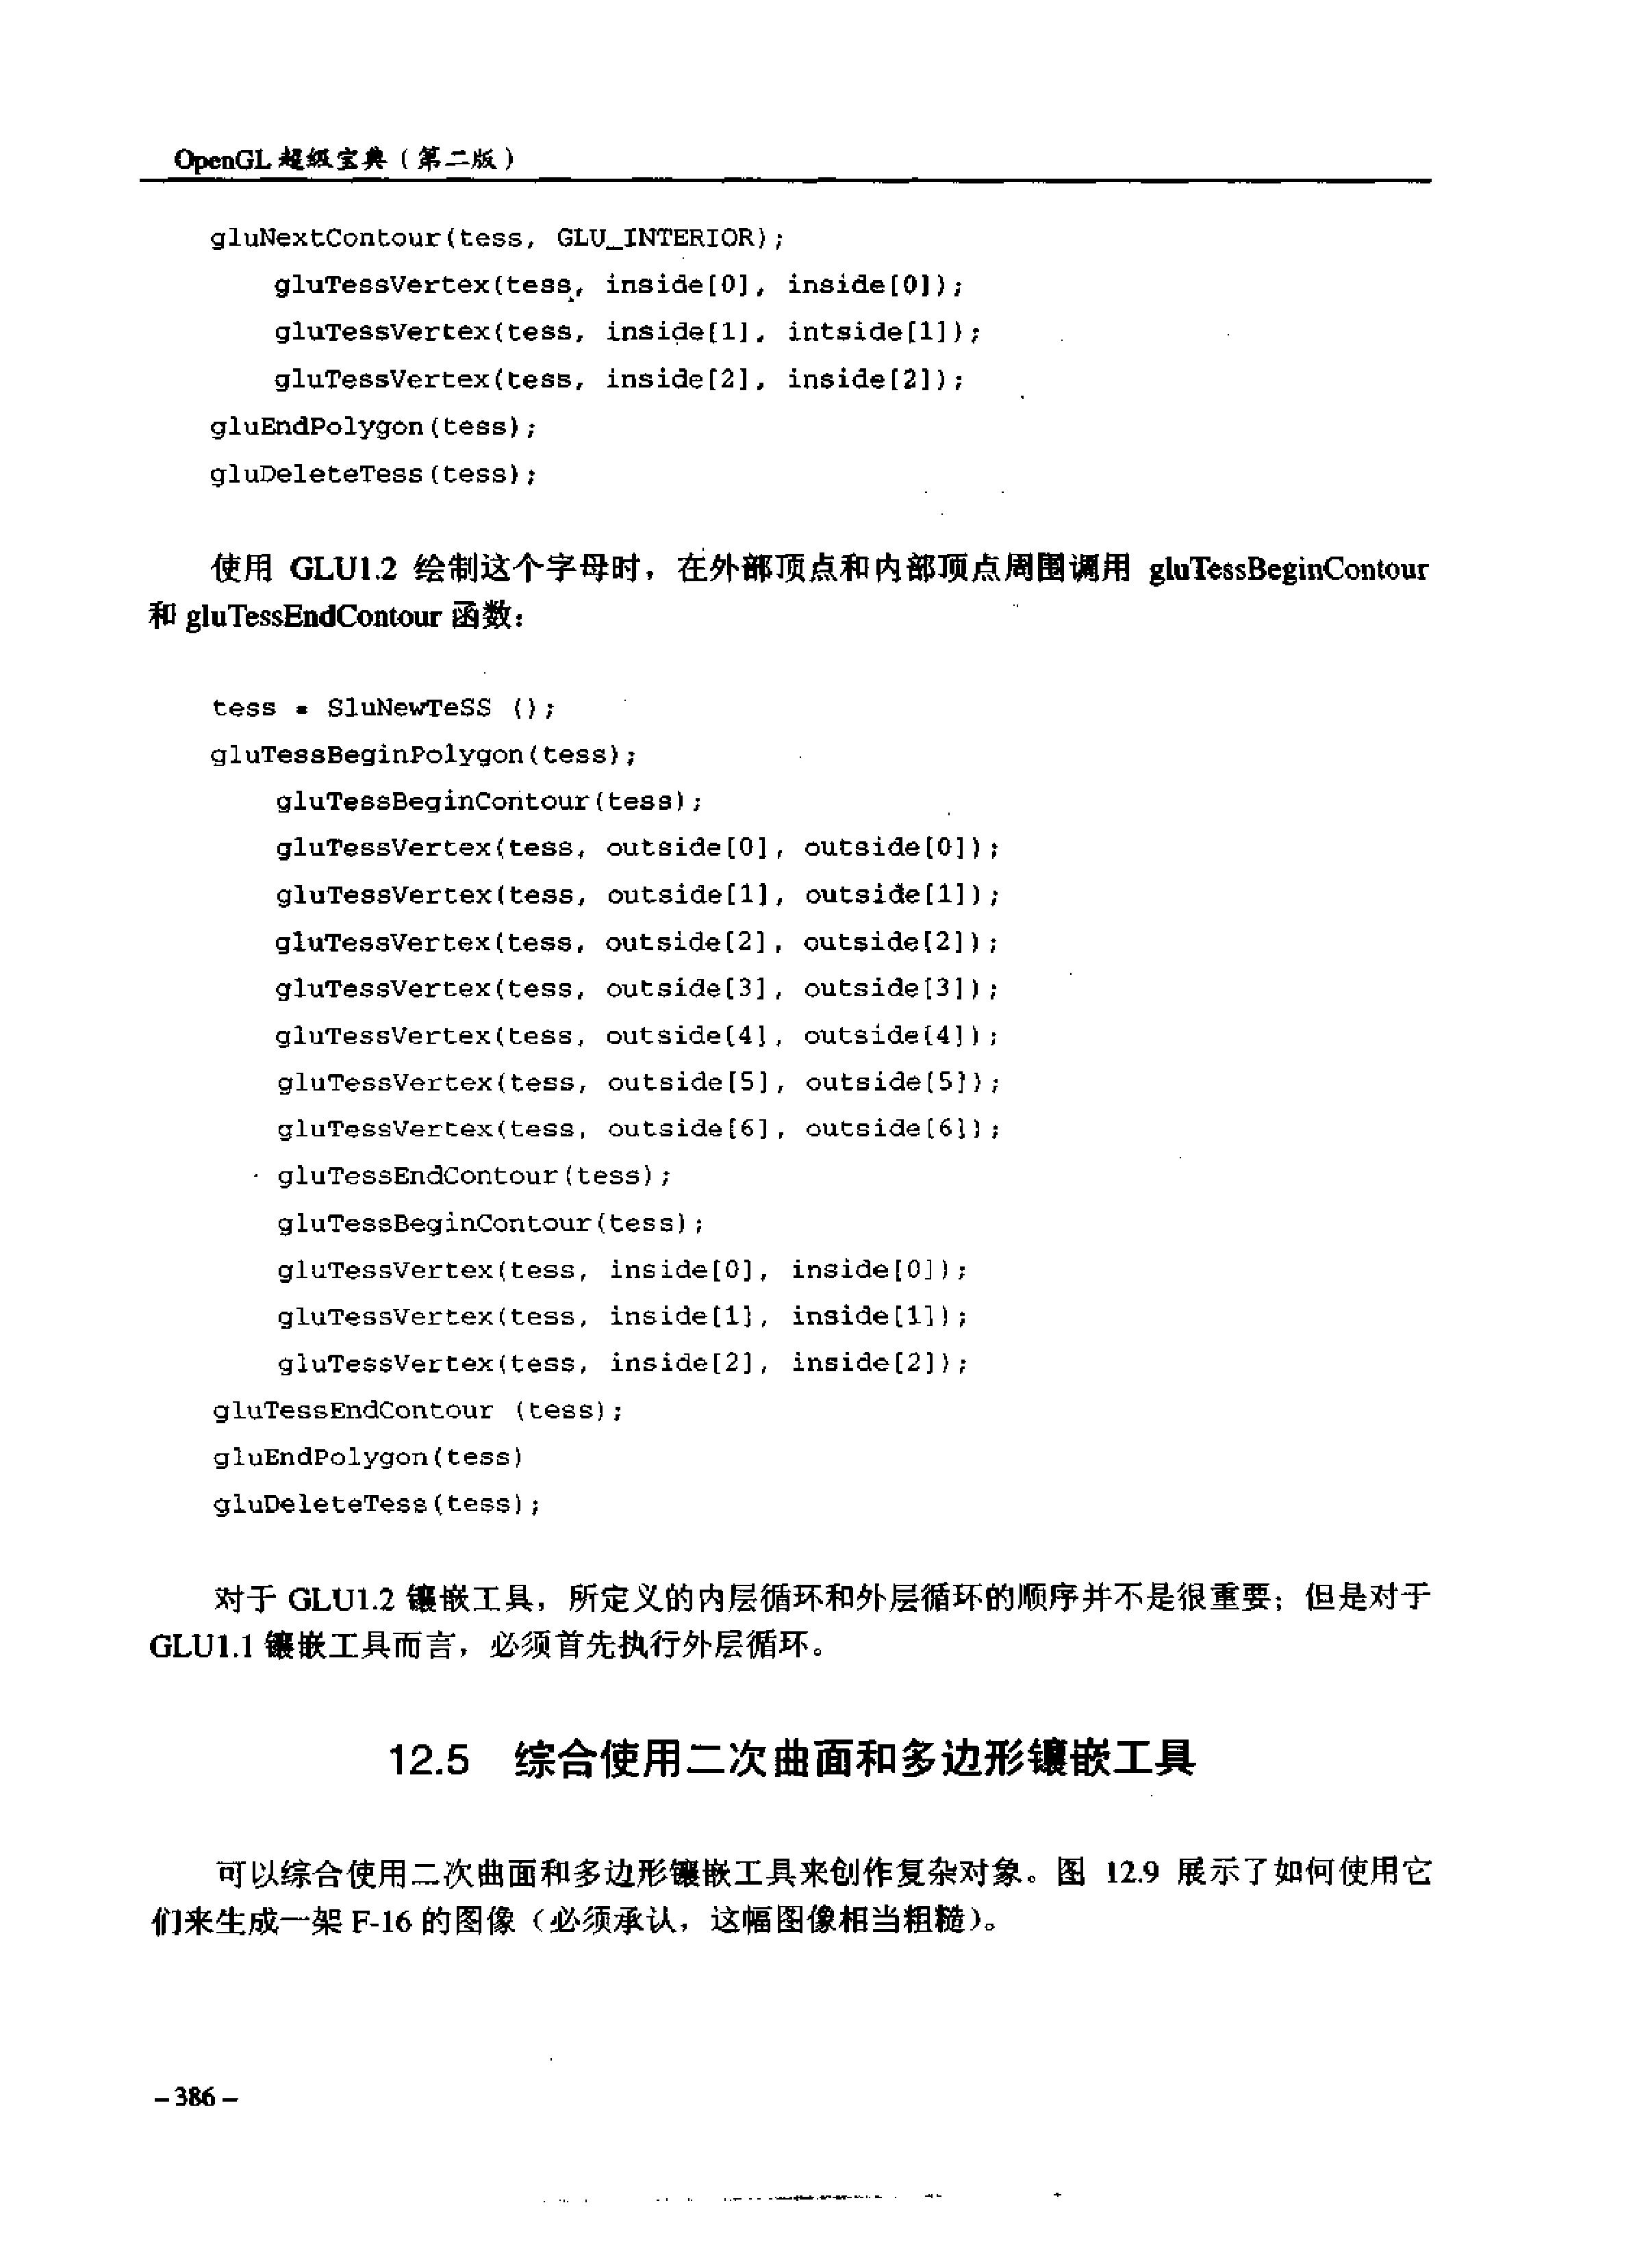 OpenGL 超级宝典（第二版）
gluNextContour(tess, GLU_INTERIOR);
gluTessVertex(tess, inside[0], inside[0]);
gluTessVertex(tess, inside[1], intside[1]);
gluTessVertex(tess, inside[2], inside[2]);
gluEndPolygon(tess);
gluDeleteTess(tess);
使用 GLU1.2 绘制这个字母时，在外部顶点和内部顶点周围调用 gluTessBeginContour
和 gluTessEndContour 函数：
tess = SluNewTeSS ();
gluTessBeginPolygon(tess);
gluTessBeginContour(tess);
gluTessVertex(tess, outside[0], outside[0]);
gluTessVertex(tess, outside[1], outside[1]);
gluTessVertex(tess, outside[2], outside[2]);
gluTessVertex(tess, outside[3], outside[3]);
gluTessVertex(tess, outside[4], outside[4]);
gluTessVertex(tess, outside[5], outside[5]);
gluTessVertex(tess, outside[6], outside[6]);
gluTessEndContour(tess);
gluTessBeginContour(tess);
gluTessVertex(tess, inside[0], inside[0]);
gluTessVertex(tess, inside[1], inside[1]);
gluTessVertex(tess, inside[2], inside[2]);
gluTessEndContour (tess);
gluEndPolygon(tess)
gluDeleteTess(tess);
对于 GLU1.2 镶嵌工具，所定义的内层循环和外层循环的顺序并不是很重要；但是对于
GLU1.1 镶嵌工具而言，必须首先执行外层循环。
12.5 综合使用二次曲面和多边形镶嵌工具
可以综合使用二次曲面和多边形镶嵌工具来创作复杂对象。图 12.9 展示了如何使用它
们来生成一架 F-16 的图像（必须承认，这幅图像相当粗糙）。
– 386 –